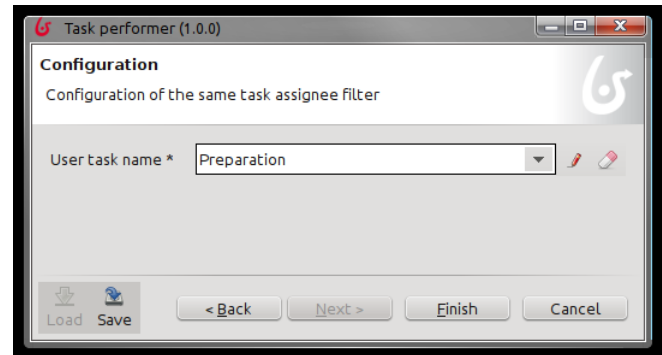 Task performer (1.0.0)
Configuration
Configuration of the same task assignee filter
User task name * Preparation
Load Save < Back Next > Finish Cancel